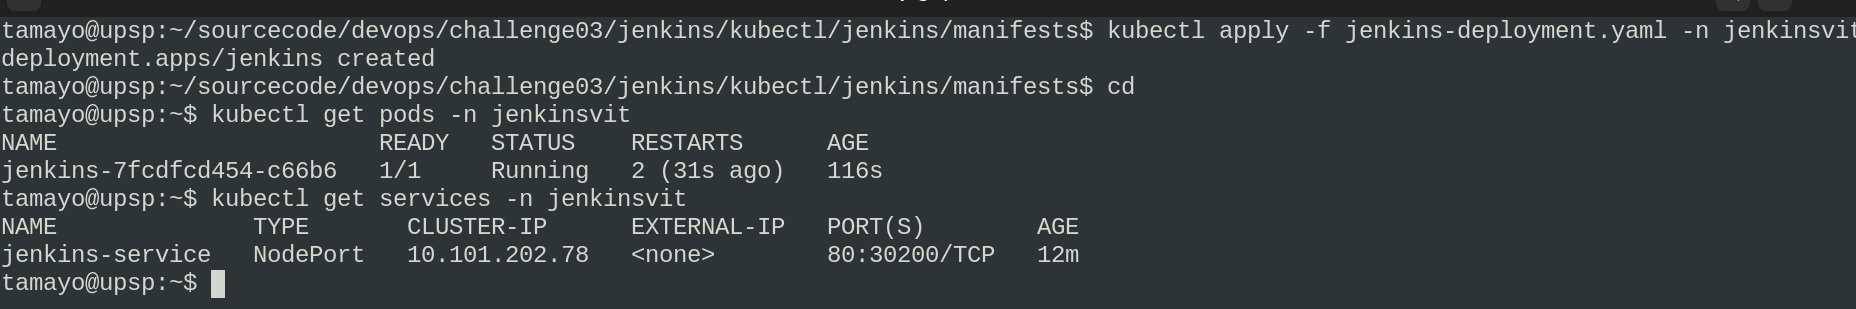 tamayo@upsp:~/sourcecode/devops/challenge03/jenkins/kubectl/jenkins/manifests$ kubectl apply -f jenkins-deployment.yaml -n jenkinsvit
deployment.apps/jenkins created
tamayo@upsp:~/sourcecode/devops/challenge03/jenkins/kubectl/jenkins/manifests$ cd
tamayo@upsp:~$ kubectl get pods -n jenkinsvit
NAME                       READY   STATUS    RESTARTS      AGE
jenkins-7fcdfcd454-c66b6   1/1     Running   2 (31s ago)   116s
tamayo@upsp:~$ kubectl get services -n jenkinsvit
NAME              TYPE       CLUSTER-IP      EXTERNAL-IP   PORT(S)        AGE
jenkins-service   NodePort   10.101.202.78   <none>        80:30200/TCP   12m
tamayo@upsp:~$